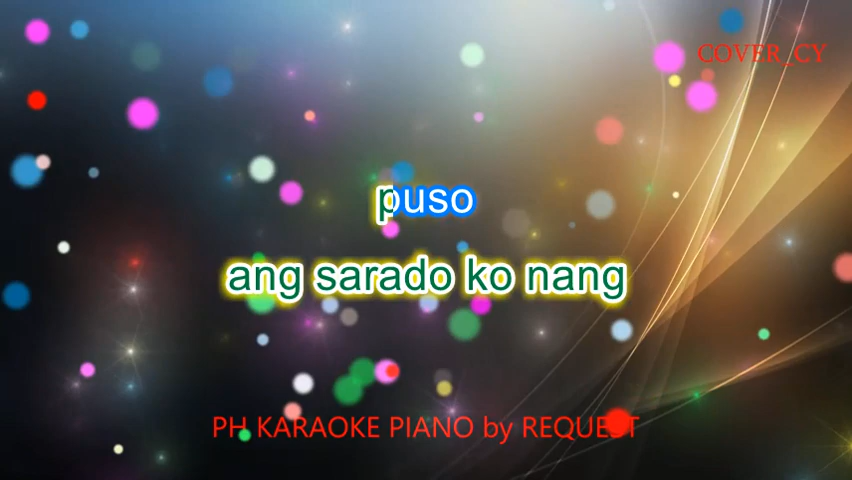 COVER_CY
puso
ang sarado ko nang
PH KARAOKE PIANO by REQUEST